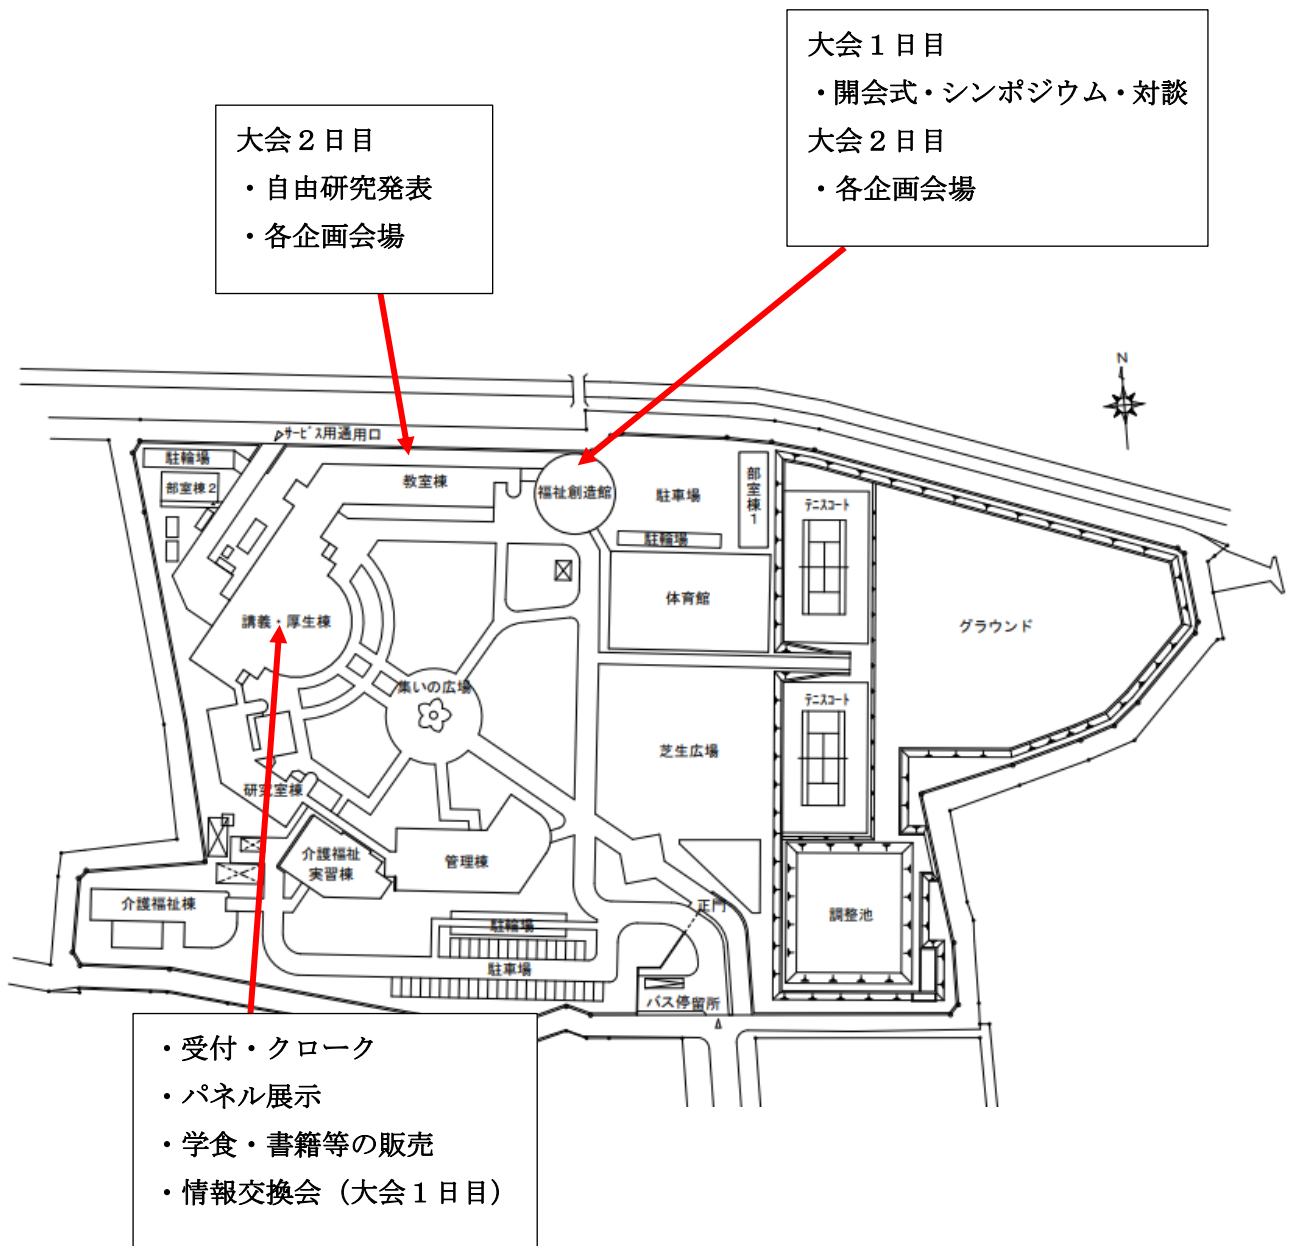 大会１日目
・開会式・シンポジウム・対談
大会２日目
・各企画会場
大会２日目
・自由研究発表
・各企画会場
N
サービス用通用口
駐輪場
部室棟２
教室棟
福祉創造館
駐車場
部室棟１
駐輪場
テニスコート
体育館
グラウンド
講義・厚生棟
集いの広場
テニスコート
芝生広場
研究室棟
介護福祉
実習棟
管理棟
介護福祉棟
正門
調整池
駐輪場
駐車場
バス停留所
・受付・クローク
・パネル展示
・学食・書籍等の販売
・情報交換会（大会１日目）